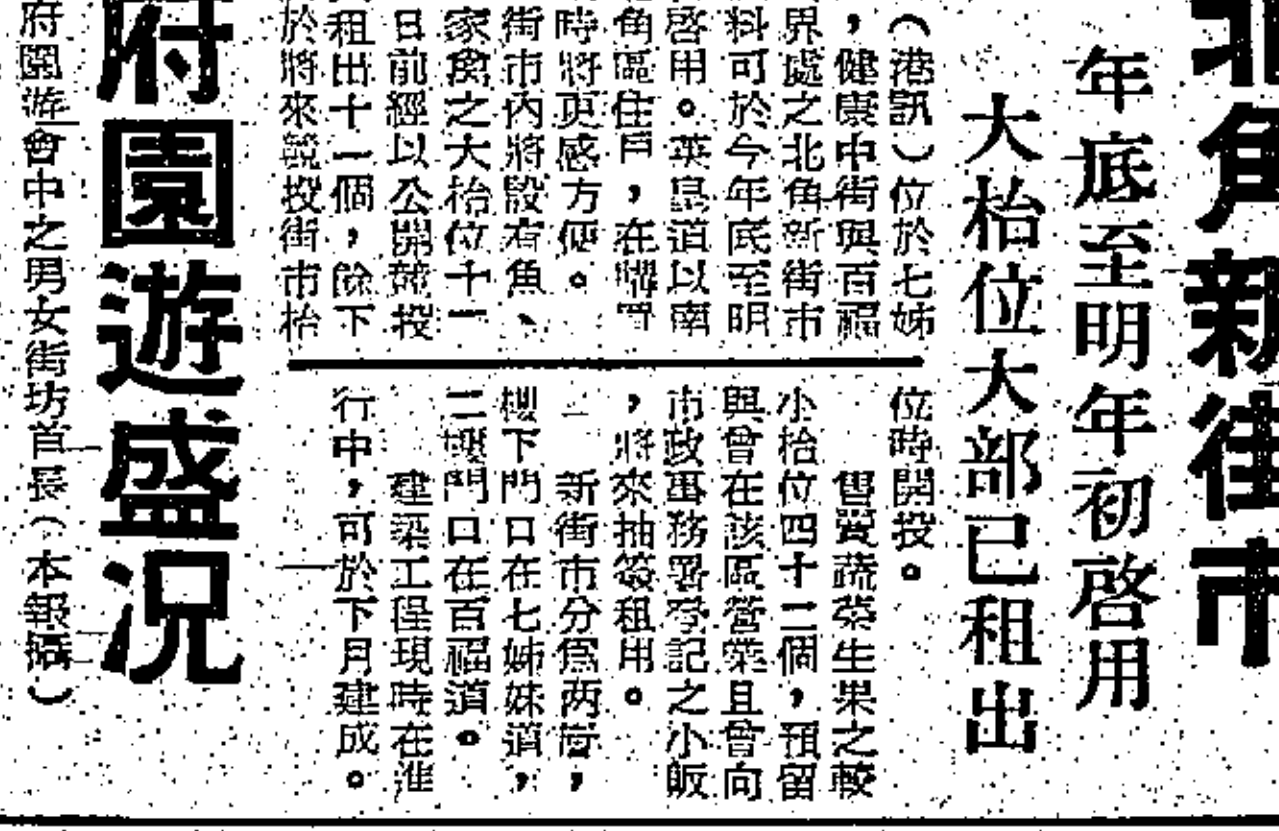 北角新街市
年底至明年初啓用
大枱位大部已租出
（港訊）位於七姊
，健康中街與百福
界處之北角新街市
料可於今年底至明
啓用。英皇道以南
角區住戶，在購買
時將更感方便。
街市內將設有魚、
家禽之大枱位十一
日前經以公開競投
租出十一個，餘下
於將來競投街市枱
位時開投。
售賣蔬菜生果之較
小枱位四十二個，預留
與曾在該區營業且曾向
市政事務署登記之小販
，將來抽簽租用。
新街市分為兩層，
樓下門口在七姊妹道，
二樓門口在百福道。
建築工程現時在進
行中，可於下月建成。
府園遊盛況
府園游會中之男女街坊首長（本報攝）